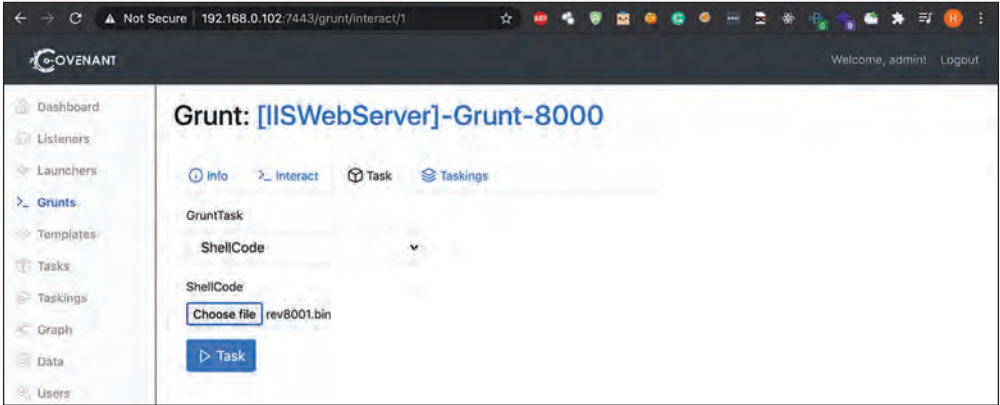 Not Secure 192.168.0.102:7443/grunt/interact/1
COVENANT
Welcome, admin! Logout
Dashboard
Listeners
Launchers
Grunts
Templates
Tasks
Taskings
Graph
Data
Users
Grunt: [IISWebServer]-Grunt-8000
Info Interact Task Taskings
GruntTask
ShellCode
ShellCode
Choose file rev8001.bin
Task